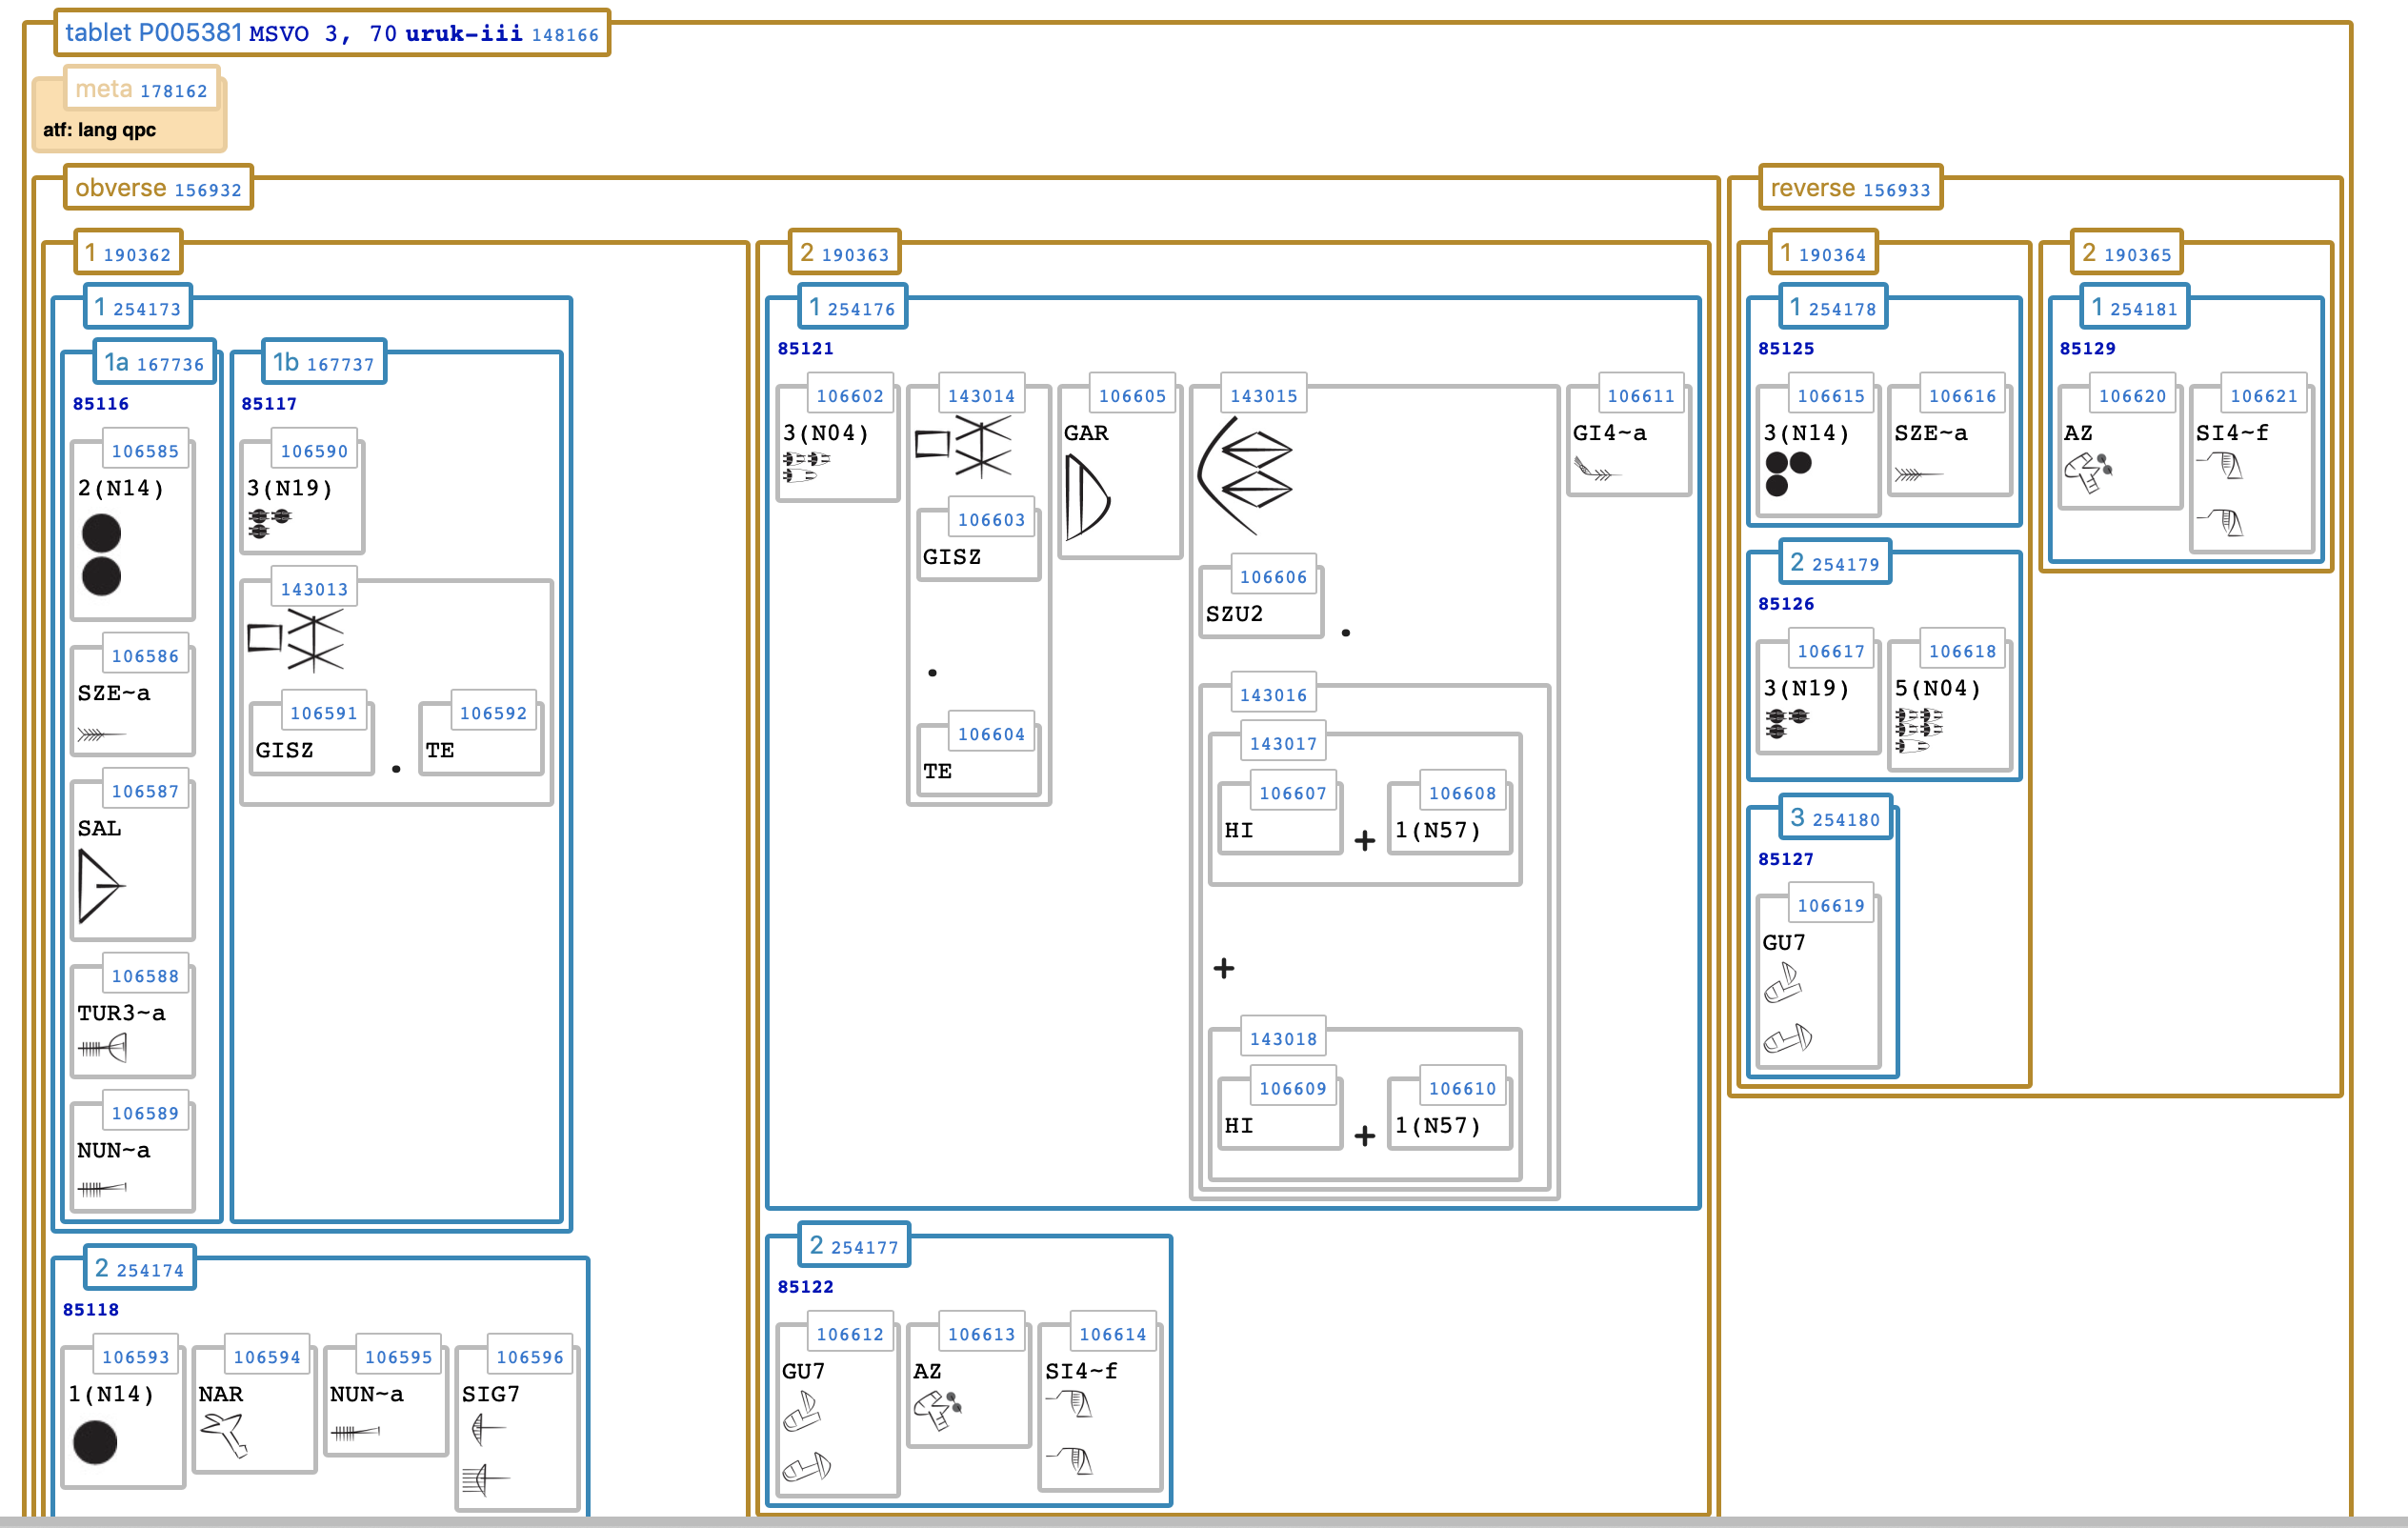 tablet P005381 MSVO 3, 70 uruk-iii 148166
meta 178162
atf: lang qpc
obverse 156932
1 190362
1 254173
1a 167736
85116
106585
2(N14)
106586
SZE~a
106587
SAL
106588
TUR3~a
106589
NUN~a
1b 167737
85117
106590
3(N19)
143013
106591
GISZ
.
106592
TE
2 254174
85118
106593
1(N14)
106594
NAR
106595
NUN~a
106596
SIG7
2 190363
1 254176
85121
106602
3(N04)
143014
106603
GISZ
.
106604
TE
106605
GAR
143015
106606
SZU2
.
143016
143017
106607
HI
+
106608
1(N57)
+
143018
106609
HI
+
106610
1(N57)
106611
GI4~a
2 254177
85122
106612
GU7
106613
AZ
106614
SI4~f
reverse 156933
1 190364
1 254178
85125
106615
3(N14)
106616
SZE~a
2 254179
85126
106617
3(N19)
106618
5(N04)
3 254180
85127
106619
GU7
2 190365
1 254181
85129
106620
AZ
106621
SI4~f